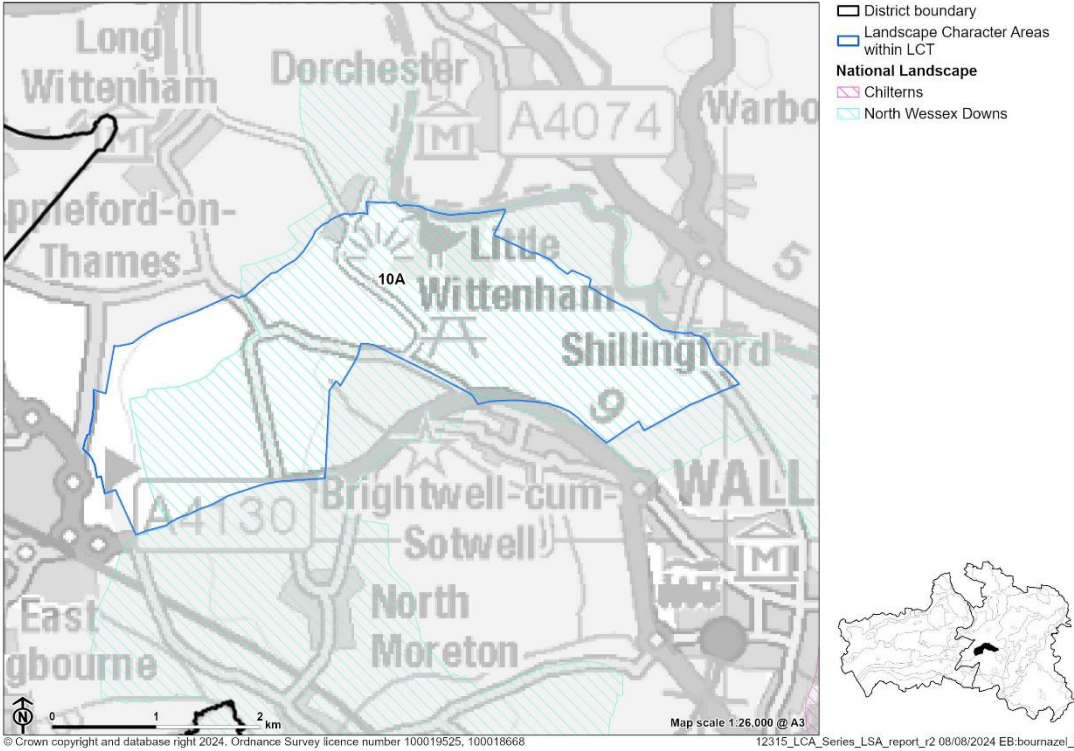 Long
Wittenham
Dorchester
A4074
Warbo
ppleford-on-
Thames
Little
Wittenham
10A
5
Shillingford
9
A4130
Brightwell-cum-
Sotwell
WALL
East
gbourne
North
Moreton
N
0 1 2 km
Map scale 1:26,000 @ A3
District boundary
Landscape Character Areas
within LCT
National Landscape
Chilterns
North Wessex Downs
© Crown copyright and database right 2024. Ordnance Survey licence number 100019525, 100018668
12315_LCA_Series_LSA_report_r2 08/08/2024 EB:bournazel_